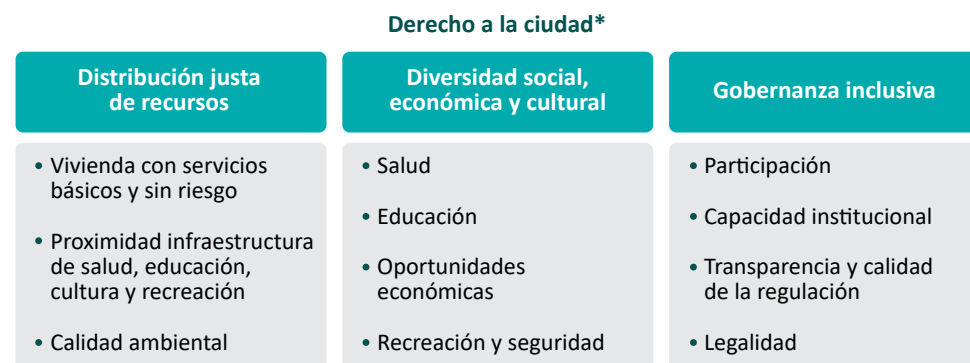 Derecho a la ciudad*
Distribución justa
de recursos
• Vivienda con servicios
básicos y sin riesgo
• Proximidad infraestructura
de salud, educación,
cultura y recreación
• Calidad ambiental
Diversidad social,
económica y cultural
• Salud
• Educación
• Oportunidades
económicas
• Recreación y seguridad
Gobernanza inclusiva
• Participación
• Capacidad institucional
• Transparencia y calidad
de la regulación
• Legalidad